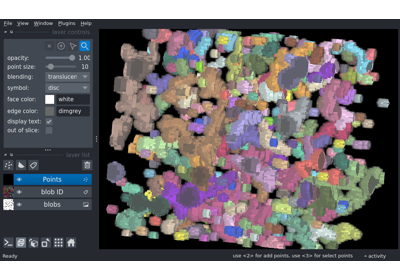 File View Window Plugins Help
layer controls
opacity: 1.00
point size: 10
blending: translucen
symbol: disc
face color: white
edge color: dimgrey
display text:
out of slice:
layer list
Points
blob ID
blobs
use <2> for add points, use <3> for select points
activity